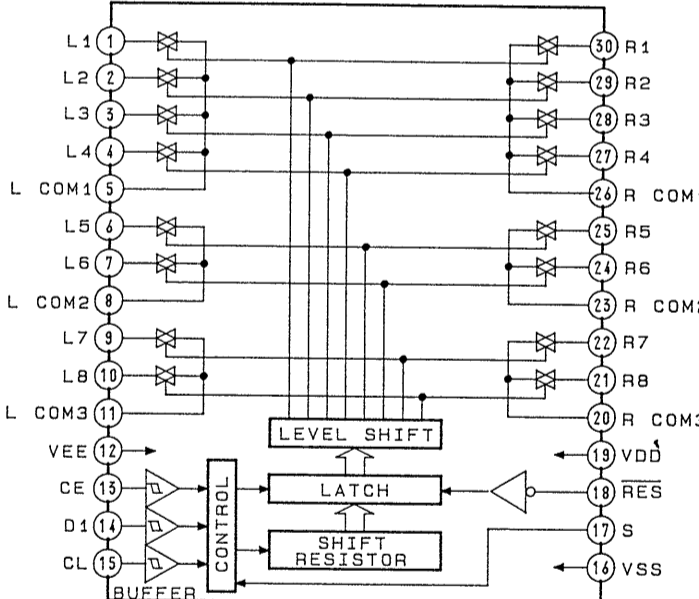 L1 1 30 R1
L2 2 29 R2
L3 3 28 R3
L4 4 27 R4
L COM1 5 26 R COM
L5 6 25 R5
L6 7 24 R6
L COM2 8 23 R COM2
L7 9 22 R7
L8 10 21 R8
L COM3 11 20 R COM3
LEVEL SHIFT
VEE 12 19 VDD
CE 13 LATCH 18 RES
D1 14 CONTROL 17 S
SHIFT
RESISTOR
CL 15 16 VSS
BUFFER